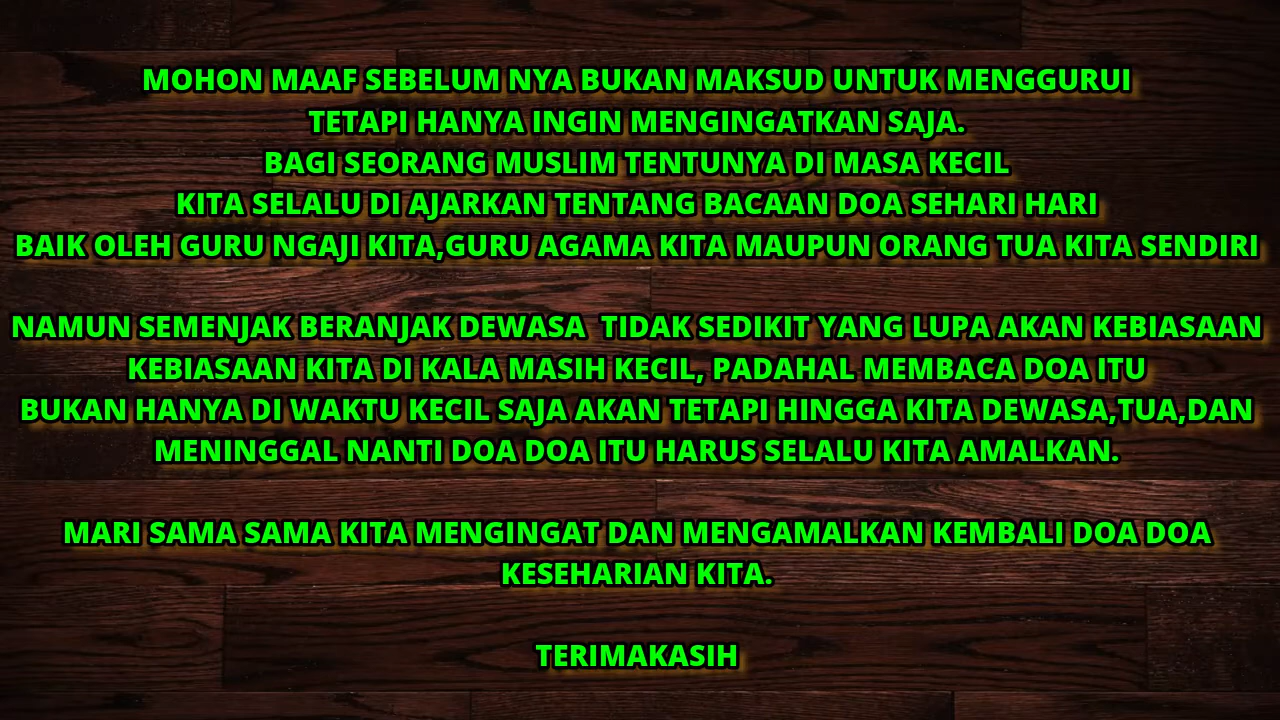 MOHON MAAF SEBELUM NYA BUKAN MAKSUD UNTUK MENGGURUI
TETAPI HANYA INGIN MENGINGATKAN SAJA.
BAGI SEORANG MUSLIM TENTUNYA DI MASA KECIL
KITA SELALU DI AJARKAN TENTANG BACAAN DOA SEHARI HARI
BAIK OLEH GURU NGAJI KITA,GURU AGAMA KITA MAUPUN ORANG TUA KITA SENDIRI
NAMUN SEMENJAK BERANJAK DEWASA  TIDAK SEDIKIT YANG LUPA AKAN KEBIASAAN
KEBIASAAN KITA DI KALA MASIH KECIL, PADAHAL MEMBACA DOA ITU
BUKAN HANYA DI WAKTU KECIL SAJA AKAN TETAPI HINGGA KITA DEWASA,TUA,DAN
MENINGGAL NANTI DOA DOA ITU HARUS SELALU KITA AMALKAN.
MARI SAMA SAMA KITA MENGINGAT DAN MENGAMALKAN KEMBALI DOA DOA
KESEHARIAN KITA.
TERIMAKASIH